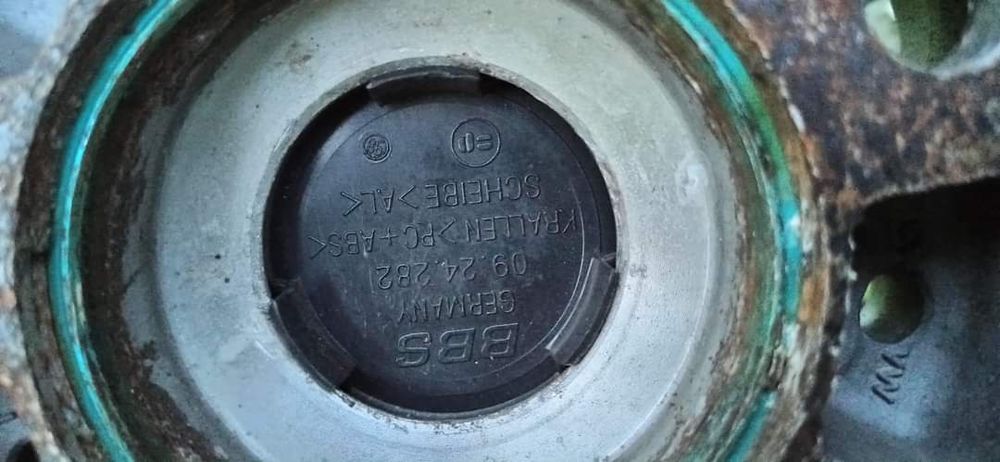 BBS
GERMANY
09.24.282
KRALLEN >PC+ABS<
SCHEIBE >AL<